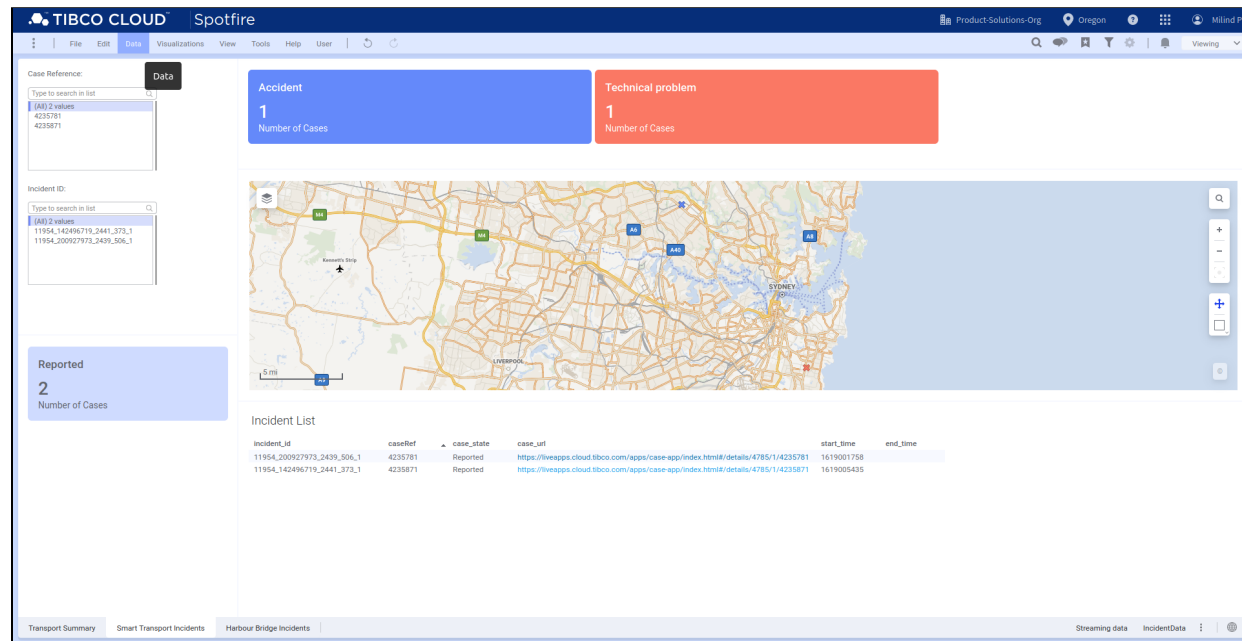 TIBCO CLOUD™ Spotfire
Product-Solutions-Org Oregon ? Milind P
File Edit Data Visualizations View Tools Help User Viewing
Data
Case Reference:
Type to search in list
(All) 2 values
4235781
4235871
Incident ID:
Type to search in list
(All) 2 values
11954_142496719_2441_373_1
11954_200927973_2439_506_1
Reported
2
Number of Cases
Accident
1
Number of Cases
Technical problem
1
Number of Cases
M4
M4
A6
A40
A8
Kennett's Strip
SYDNEY
LIVERPOOL
5 mi
A5
Incident List
incident_id caseRef case_state case_url start_time end_time
11954_200927973_2439_506_1 4235781 Reported https://liveapps.cloud.tibco.com/apps/case-app/index.html#/details/4785/1/4235781 1619001758
11954_142496719_2441_373_1 4235871 Reported https://liveapps.cloud.tibco.com/apps/case-app/index.html#/details/4785/1/4235871 1619005435
Transport Summary Smart Transport Incidents Harbour Bridge Incidents Streaming data IncidentData